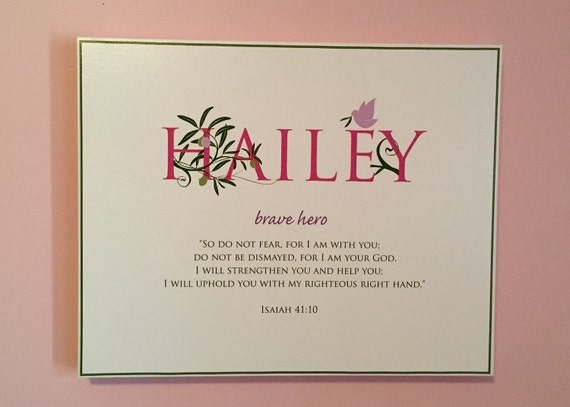 HAILEY
brave hero
"So do not fear, for I am with you;
do not be dismayed, for I am your God.
I will strengthen you and help you;
I will uphold you with my righteous right hand."
Isaiah 41:10